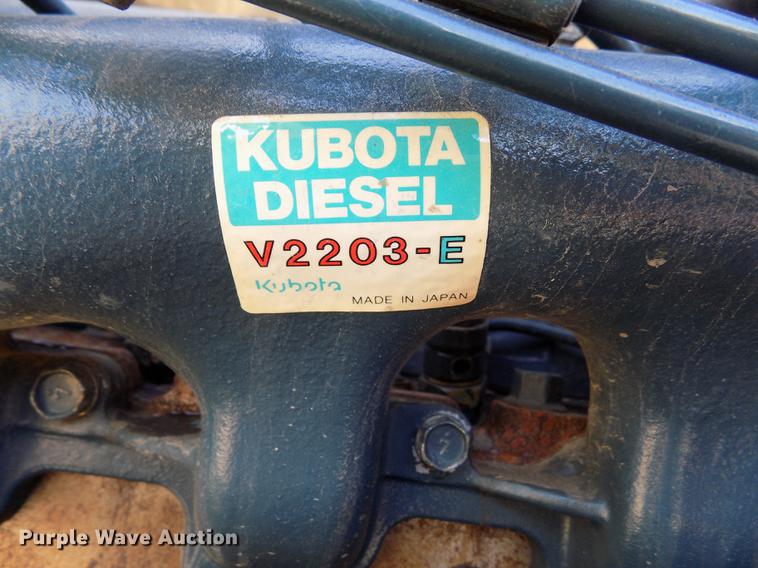 KUBOTA
DIESEL
V2203-E
Kubota
MADE IN JAPAN
Purple Wave Auction